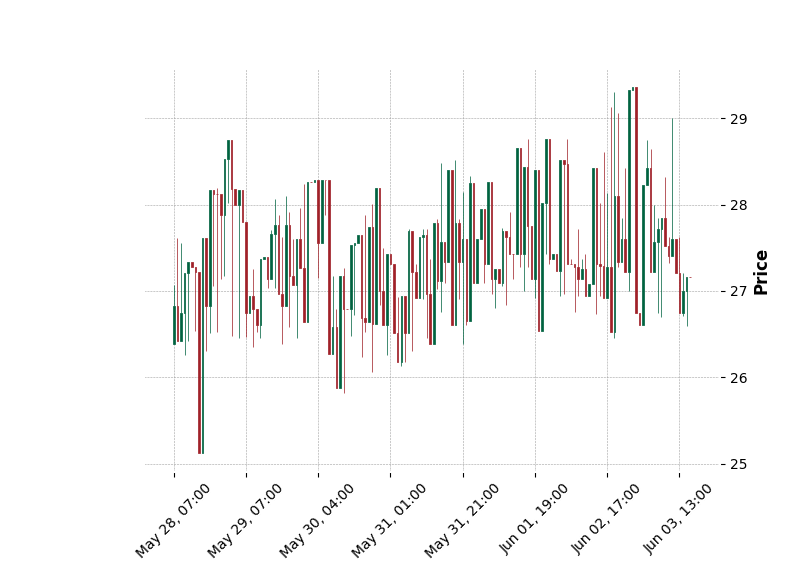 29
28
27
26
25
Price
May 28, 07:00
May 29, 07:00
May 30, 04:00
May 31, 01:00
May 31, 21:00
Jun 01, 19:00
Jun 02, 17:00
Jun 03, 13:00